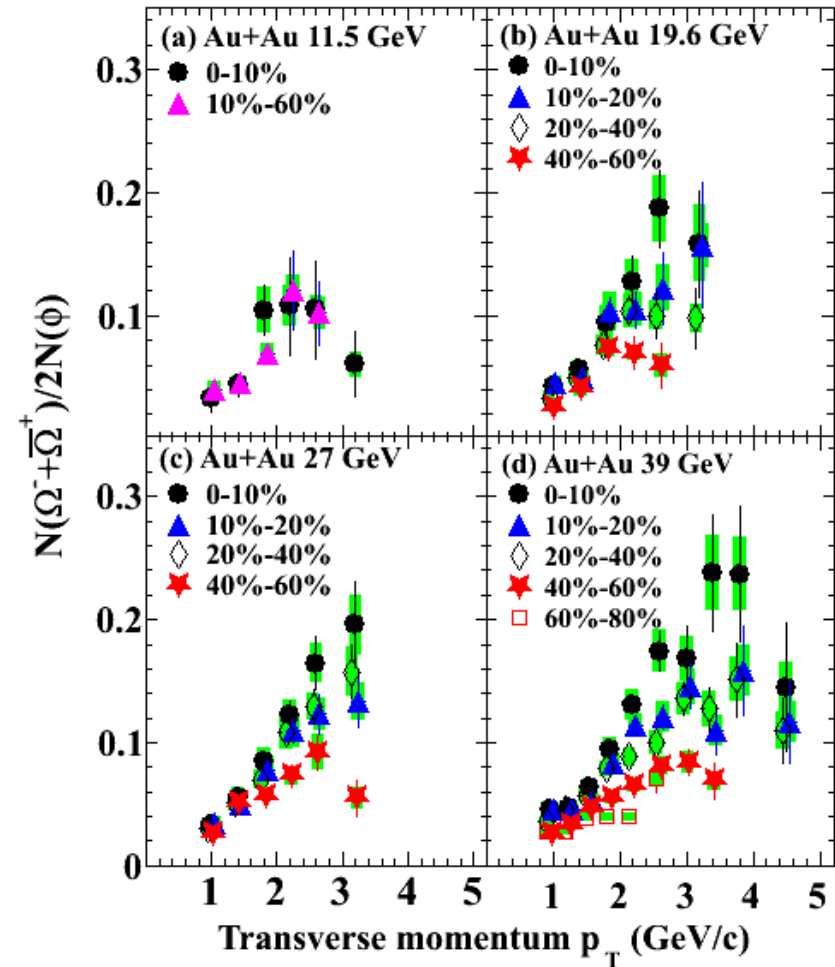 N(Ω⁻+Ω̅⁺)/2N(ϕ)
(a) Au+Au 11.5 GeV
0-10%
10%-60%
(b) Au+Au 19.6 GeV
0-10%
10%-20%
20%-40%
40%-60%
(c) Au+Au 27 GeV
0-10%
10%-20%
20%-40%
40%-60%
(d) Au+Au 39 GeV
0-10%
10%-20%
20%-40%
40%-60%
60%-80%
0.3
0.2
0.1
0.3
0.2
0.1
0
1 2 3 4 5
1 2 3 4 5
Transverse momentum p_T (GeV/c)